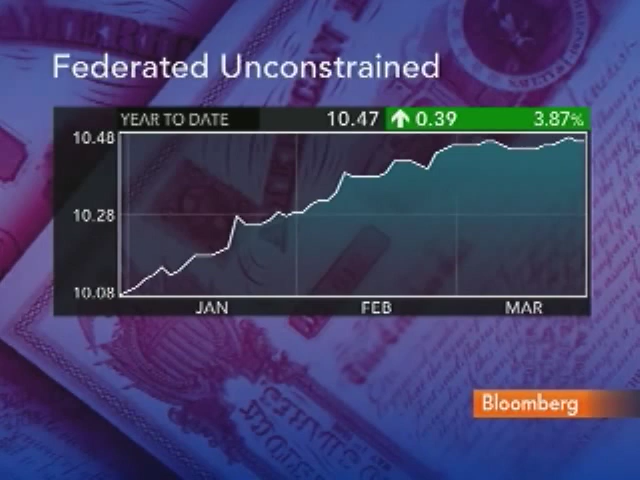 Federated Unconstrained
YEAR TO DATE 10.47 0.39 3.87%
10.48
10.28
10.08
JAN FEB MAR
Bloomberg